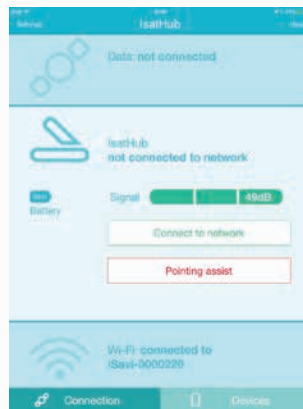 IsatHub
Data: not connected
IsatHub
not connected to network
Signal
49dB
Battery
Connect to network
Pointing assist
Wi-Fi: connected to
iSavi-0000220
Connection
Devices